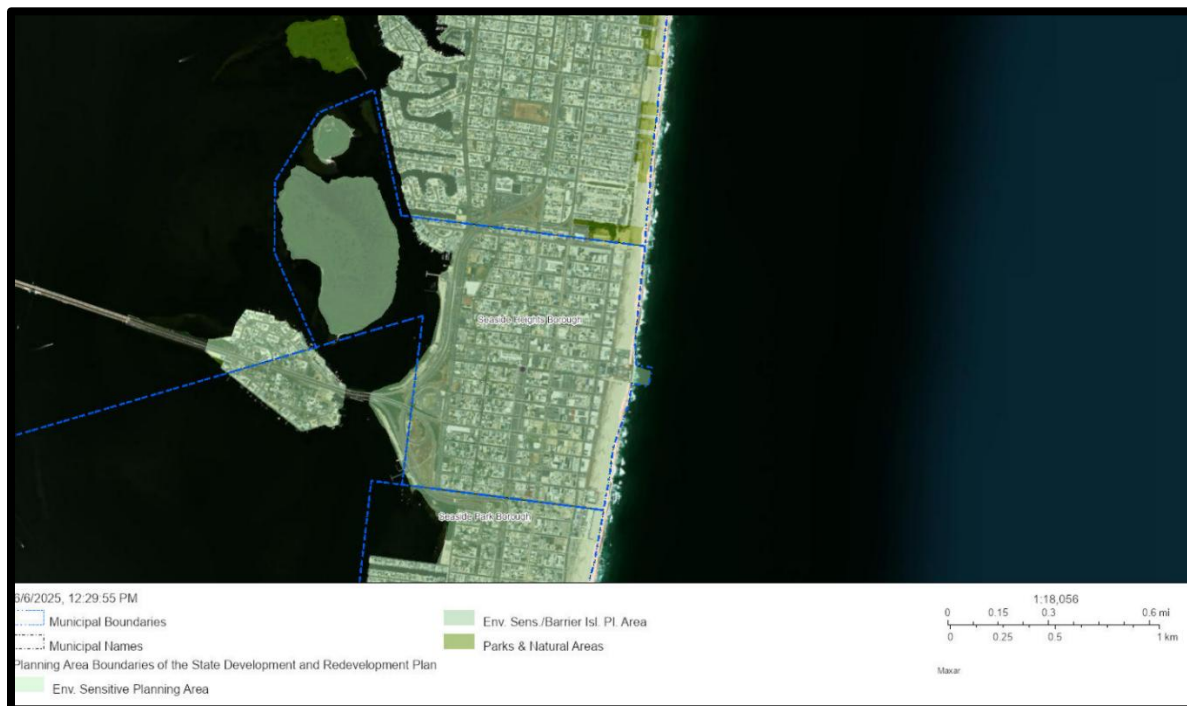 Seaside Heights Borough
Seaside Park Borough
6/6/2025, 12:29:55 PM
Municipal Boundaries
Municipal Names
Planning Area Boundaries of the State Development and Redevelopment Plan
Env. Sensitive Planning Area
Env. Sens./Barrier Isl. Pl. Area
Parks & Natural Areas
1:18,056
0 0.15 0.3 0.6 mi
0 0.25 0.5 1 km
Maxar